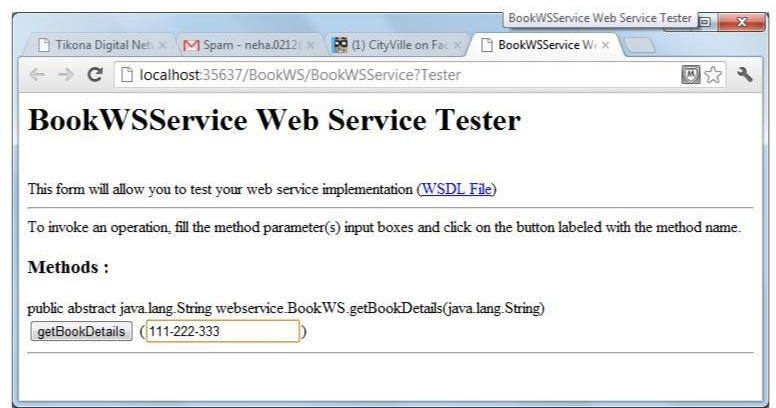 BookWSService Web Service Tester
Tikona Digital Net
Spam - neha.0212
(1) CityVille on Fac
BookWSService W
localhost:35637/BookWS/BookWSService?Tester
BookWSService Web Service Tester
This form will allow you to test your web service implementation (WSDL File)
To invoke an operation, fill the method parameter(s) input boxes and click on the button labeled with the method name.
Methods :
public abstract java.lang.String webservice.BookWS.getBookDetails(java.lang.String)
getBookDetails (111-222-333)